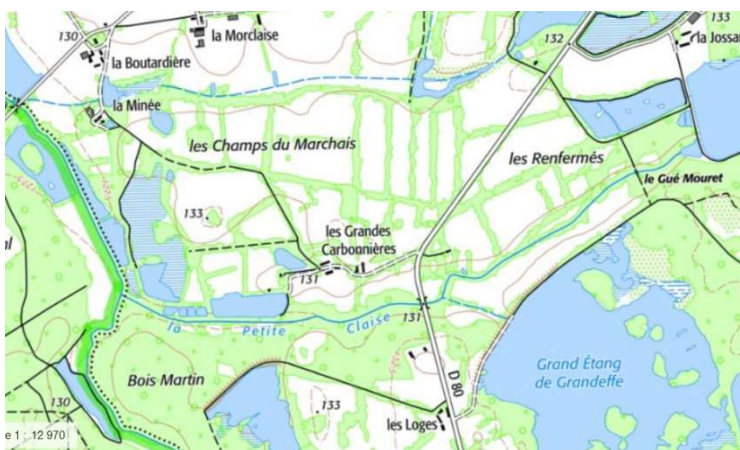 130
la Morclaise
133
132
la Jossau
la Boutardière
la Minée
les Champs du Marchais
les Renfermés
le Gué Mouret
133
les Grandes
Carbonnières
131
la Petite Claise
131
Grand Étang
de Grandeffe
Bois Martin
D 80
130
133
les Loges
e 1 : 12 970